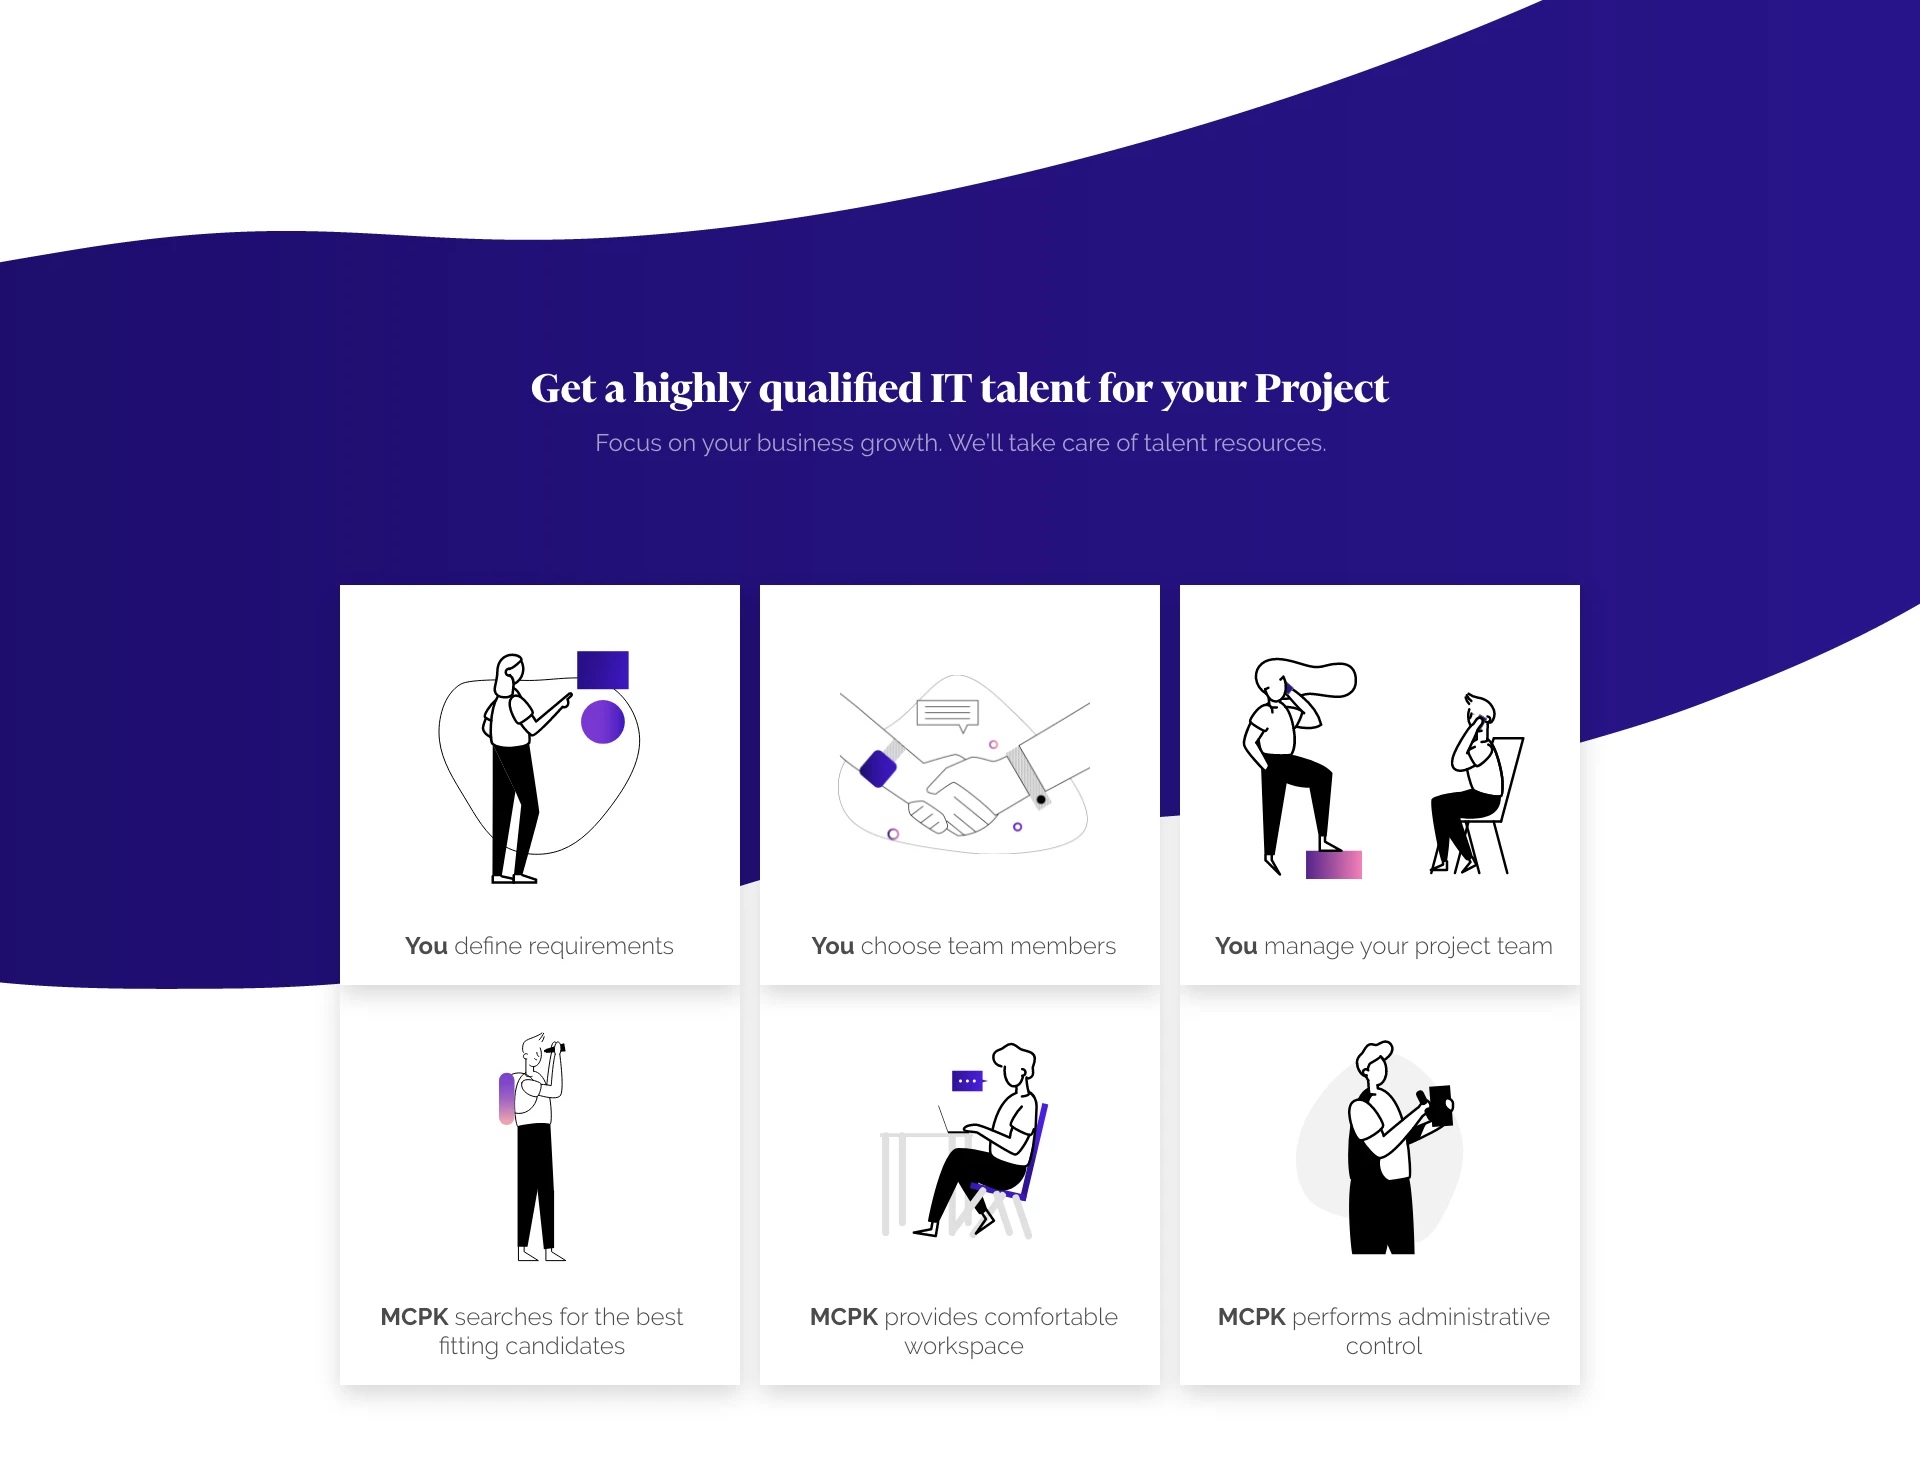 Get a highly qualified IT talent for your Project
Focus on your business growth. We’ll take care of talent resources.
You define requirements
You choose team members
You manage your project team
MCPK searches for the best
fitting candidates
MCPK provides comfortable
workspace
MCPK performs administrative
control